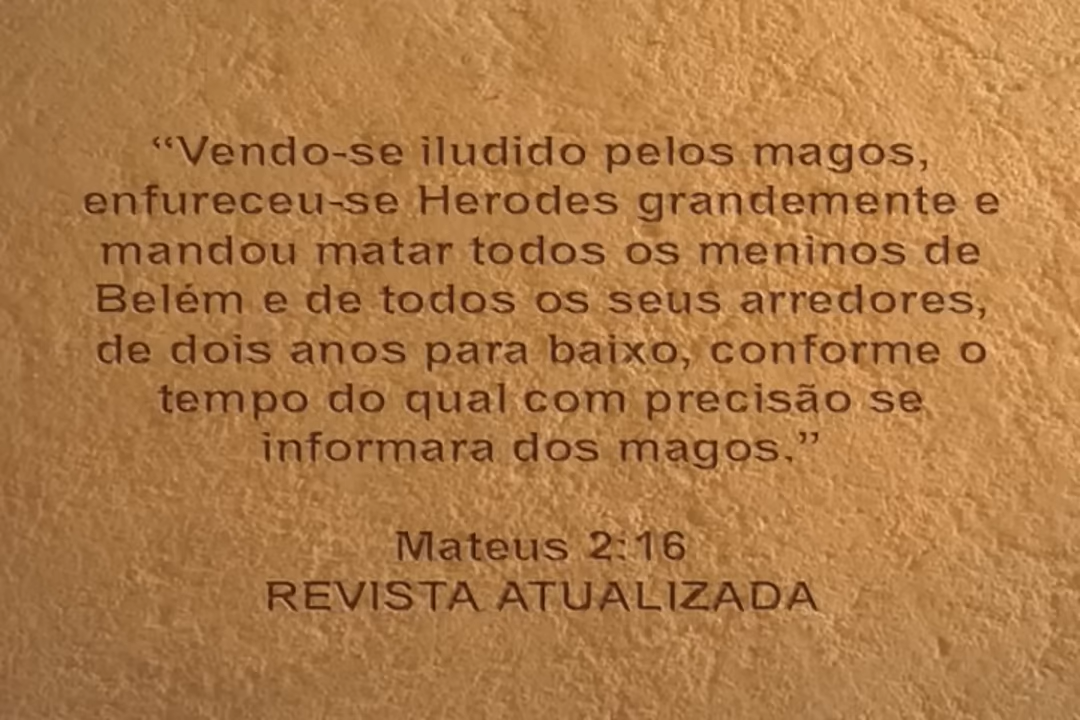 “Vendo-se iludido pelos magos,
enfureceu-se Herodes grandemente e
mandou matar todos os meninos de
Belém e de todos os seus arredores,
de dois anos para baixo, conforme o
tempo do qual com precisão se
informara dos magos.”
Mateus 2:16
REVISTA ATUALIZADA